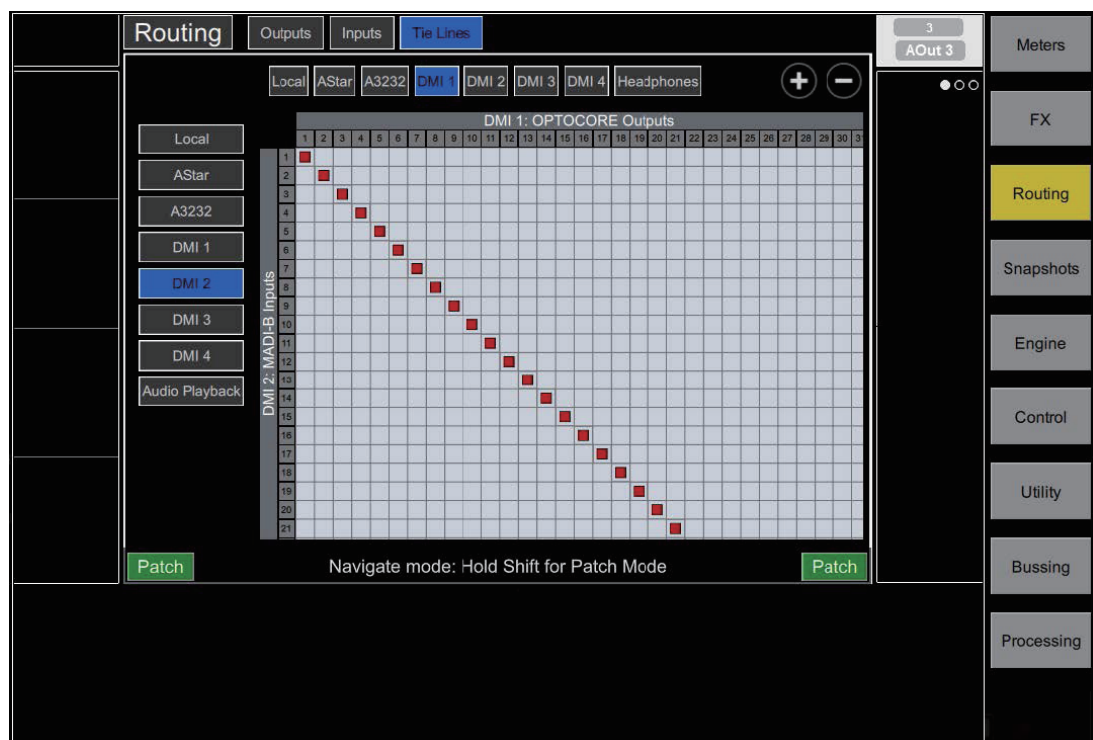 Routing Outputs Inputs Tie Lines
3
AOut 3
Meters
FX
Routing
Snapshots
Engine
Control
Utility
Bussing
Processing
Local AStar A3232 DMI 1 DMI 2 DMI 3 DMI 4 Headphones
+ −
Local
AStar
A3232
DMI 1
DMI 2
DMI 3
DMI 4
Audio Playback
DMI 1: OPTOCORE Outputs
1 2 3 4 5 6 7 8 9 10 11 12 13 14 15 16 17 18 19 20 21 22 23 24 25 26 27 28 29 30
DMI 2: MADI-B Inputs
1
2
3
4
5
6
7
8
9
10
11
12
13
14
15
16
17
18
19
20
21
Patch Navigate mode: Hold Shift for Patch Mode Patch